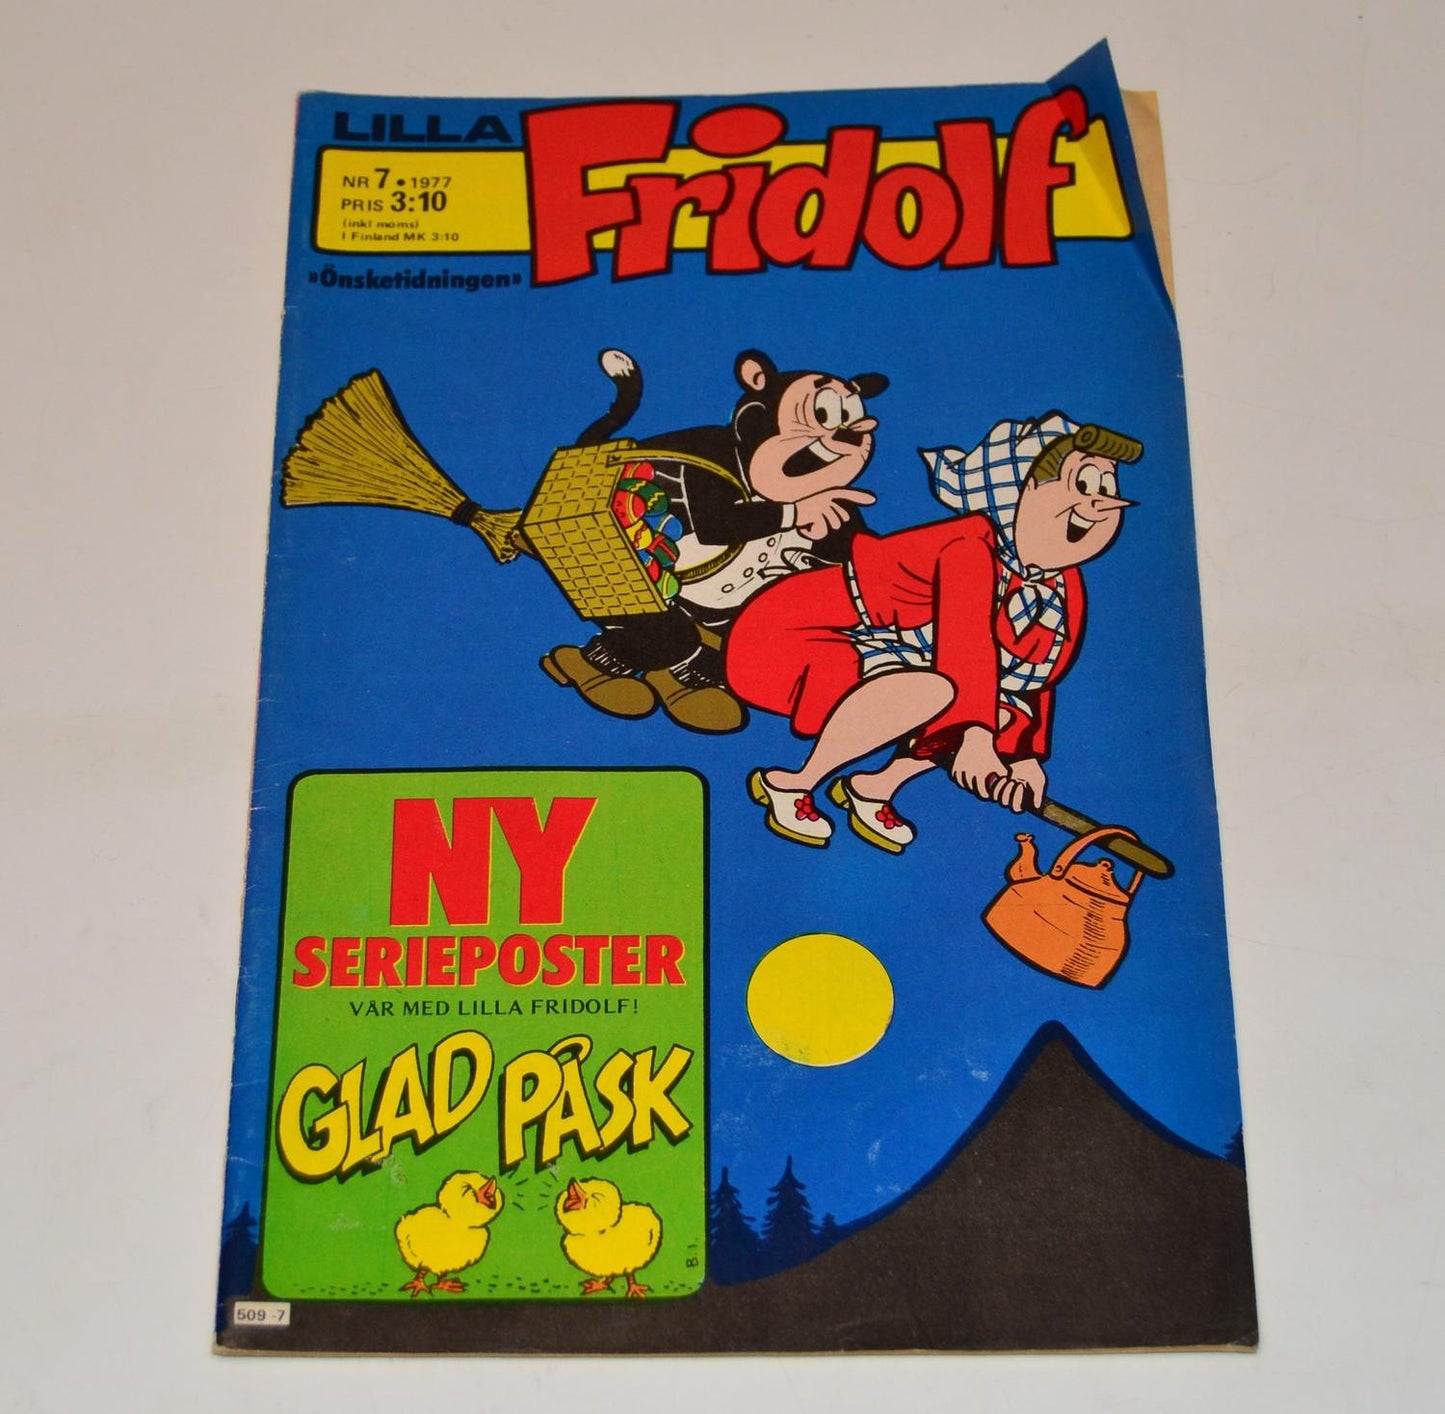 LILLA
Fridolf
NR 7 • 1977
PRIS 3:10
(inkl moms)
I Finland MK 3:10
»Önsketidningen»
NY
SERIEPOSTER
VÅR MED LILLA FRIDOLF!
GLAD PÅSK
B.I.
509-7